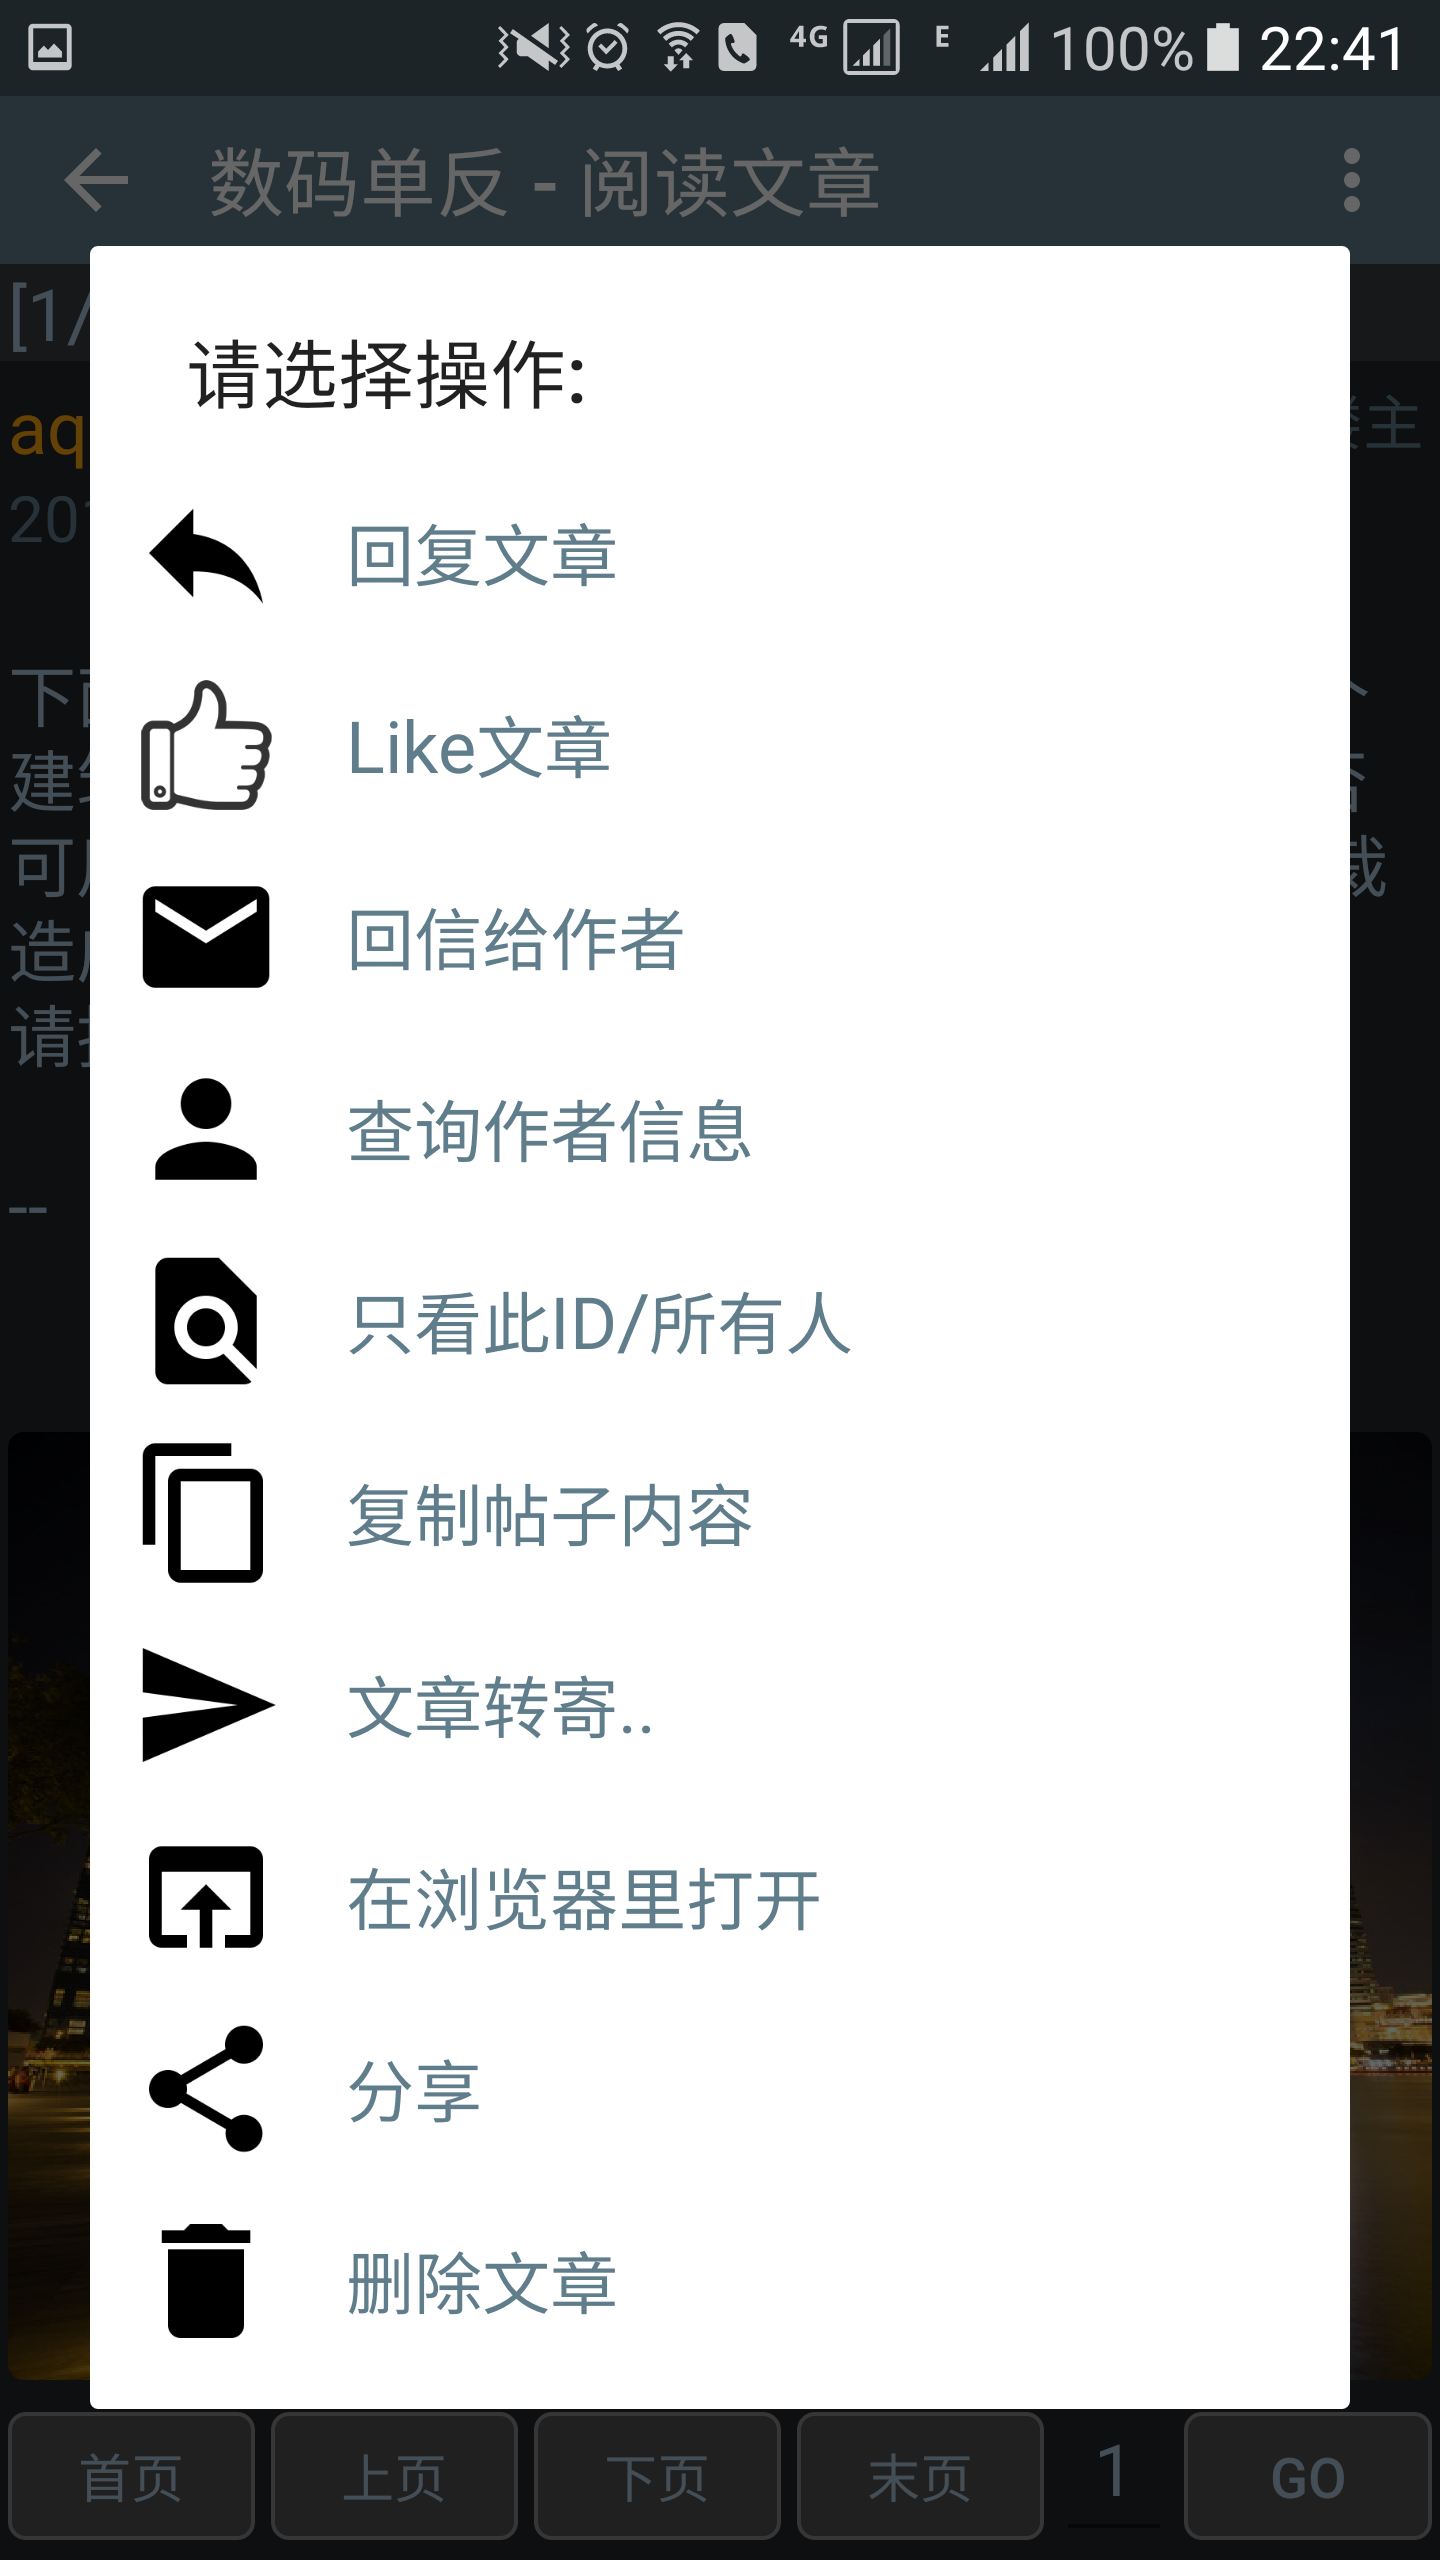 4G E 100% 22:41
数码单反 - 阅读文章
[1/
请选择操作:
aq
主
201
回复文章
下
Like文章
建
可
回信给作者
造
请
查询作者信息
--
只看此ID/所有人
复制帖子内容
文章转寄..
在浏览器里打开
分享
删除文章
首页 上页 下页 末页 1 GO